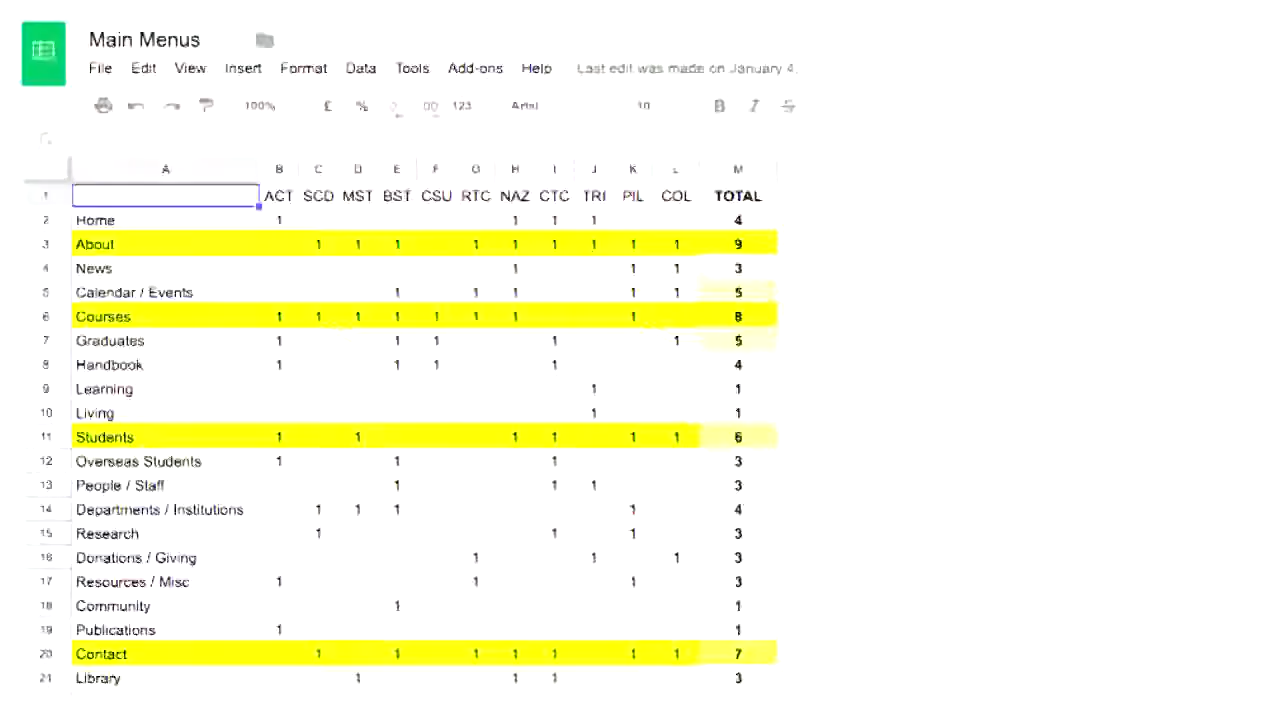 Main Menus
File Edit View Insert Format Data Tools Add-ons Help Last edit was made on January 4,
100% £ % .0 .00 123 Arial 10 B I S
A B C D E F G H I J K L M
1 ACT SCD MST BST CSU RTC NAZ CTC TRI PIL COL TOTAL
2 Home 1 1 1 1 4
3 About 1 1 1 1 1 1 1 1 1 9
4 News 1 1 1 3
5 Calendar / Events 1 1 1 1 1 5
6 Courses 1 1 1 1 1 1 1 1 8
7 Graduates 1 1 1 1 1 5
8 Handbook 1 1 1 1 4
9 Learning 1 1
10 Living 1 1
11 Students 1 1 1 1 1 1 6
12 Overseas Students 1 1 1 3
13 People / Staff 1 1 1 3
14 Departments / Institutions 1 1 1 1 4
15 Research 1 1 1 3
16 Donations / Giving 1 1 1 3
17 Resources / Misc 1 1 1 3
18 Community 1 1
19 Publications 1 1
20 Contact 1 1 1 1 1 1 1 7
21 Library 1 1 1 3